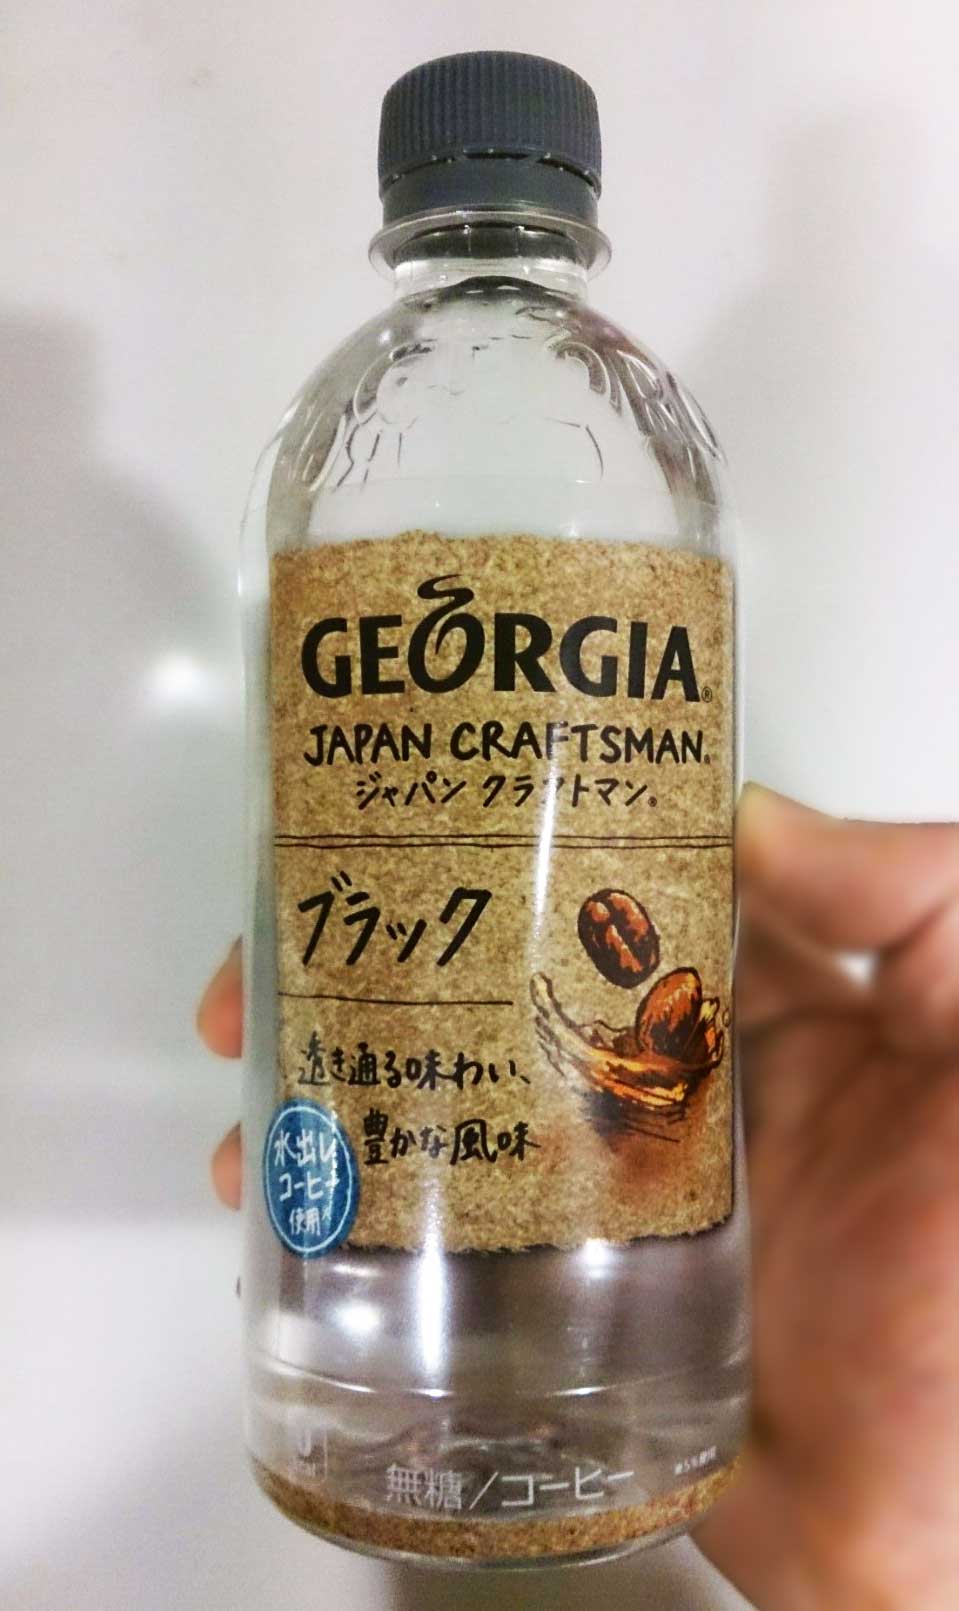 GEORGIA®
JAPAN CRAFTSMAN®
ジャパン クラフトマン®
ブラック
透き通る味わい、
豊かな風味
水出し
コーヒー
使用※
無糖/コーヒー